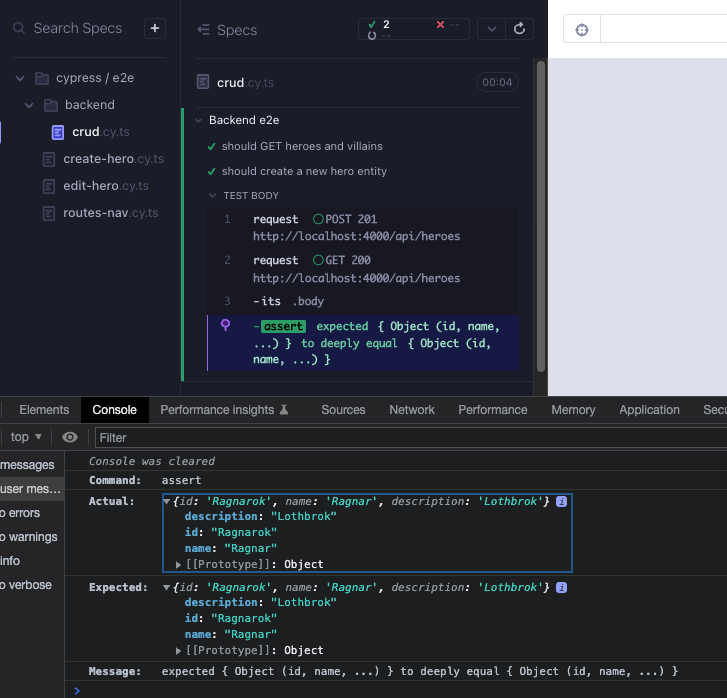 Search Specs
+
Specs
2
--
--
cypress / e2e
backend
crud.cy.ts
create-hero.cy.ts
edit-hero.cy.ts
routes-nav.cy.ts
crud.cy.ts
00:04
Backend e2e
should GET heroes and villains
should create a new hero entity
TEST BODY
1 request POST 201
http://localhost:4000/api/heroes
2 request GET 200
http://localhost:4000/api/heroes
3 -its .body
-assert expected { Object (id, name,
...) } to deeply equal { Object (id,
name, ...) }
Elements Console Performance insights Sources Network Performance Memory Application Secu
top ▼ Filter
messages
user mes...
o errors
o warnings
info
o verbose
Console was cleared
Command: assert
Actual: ▼{id: 'Ragnarok', name: 'Ragnar', description: 'Lothbrok'} i
description: "Lothbrok"
id: "Ragnarok"
name: "Ragnar"
▶[[Prototype]]: Object
Expected: ▼{id: 'Ragnarok', name: 'Ragnar', description: 'Lothbrok'} i
description: "Lothbrok"
id: "Ragnarok"
name: "Ragnar"
▶[[Prototype]]: Object
Message: expected { Object (id, name, ...) } to deeply equal { Object (id, name, ...) }
>